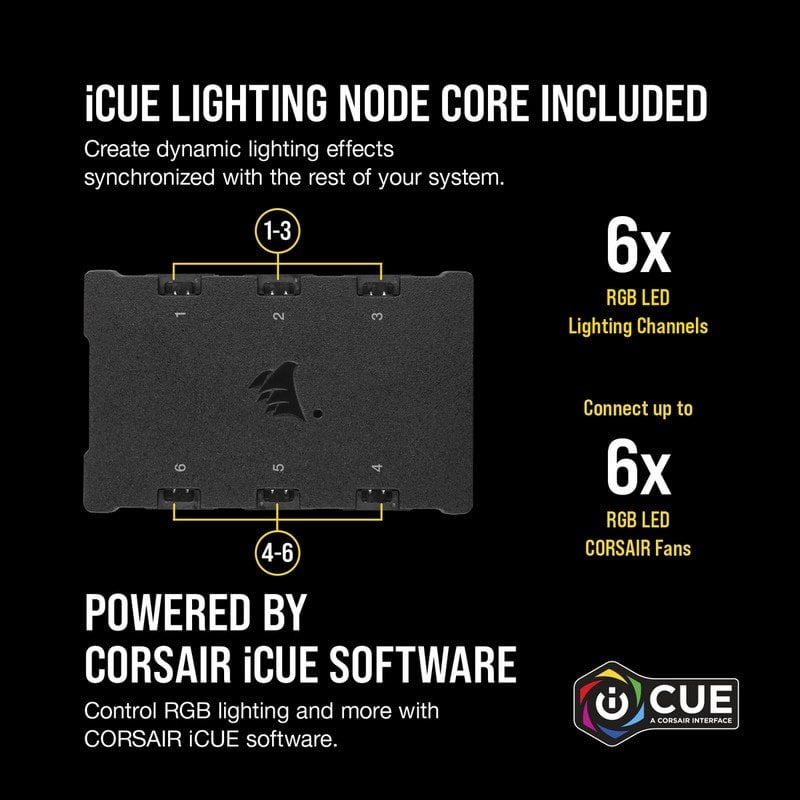 iCUE LIGHTING NODE CORE INCLUDED
Create dynamic lighting effects
synchronized with the rest of your system.
1-3
1 2 3
6x
RGB LED
Lighting Channels
Connect up to
6x
RGB LED
CORSAIR Fans
6 5 4
4-6
POWERED BY
CORSAIR iCUE SOFTWARE
Control RGB lighting and more with
CORSAIR iCUE software.
i CUE
A CORSAIR INTERFACE